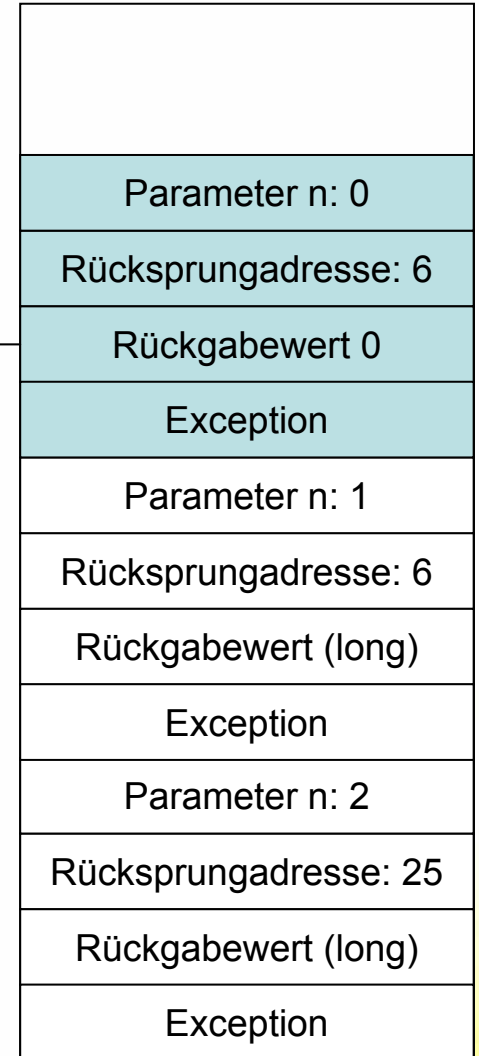 Parameter n: 0
Rücksprungadresse: 6
Rückgabewert 0
Exception
Parameter n: 1
Rücksprungadresse: 6
Rückgabewert (long)
Exception
Parameter n: 2
Rücksprungadresse: 25
Rückgabewert (long)
Exception